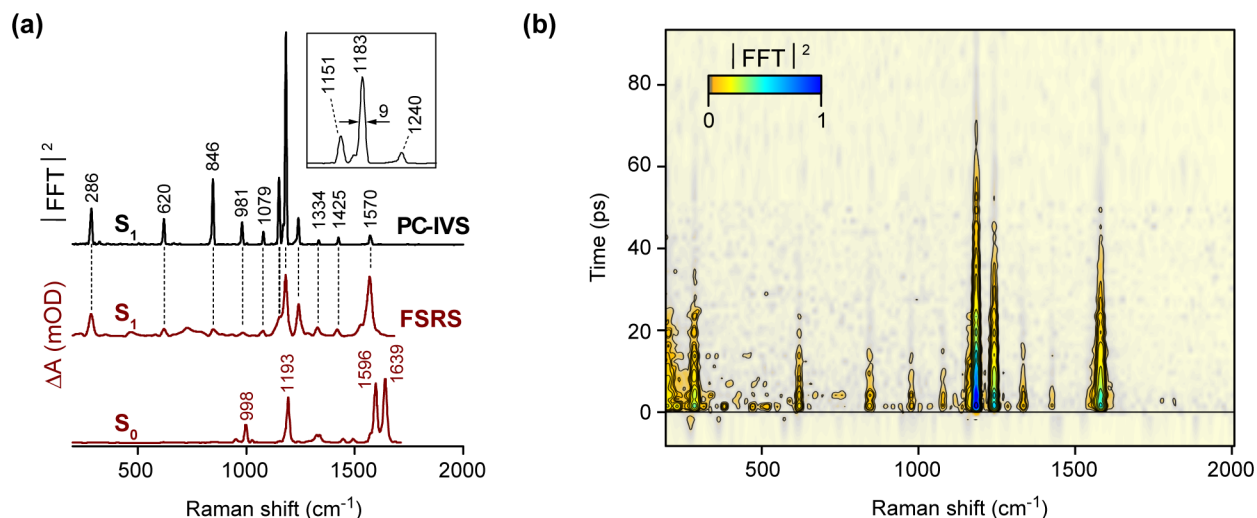 (a)
| FFT | 2
286
620
846
981
1079
1334
1425
1570
S1
PC-IVS
1151
1183
9
1240
ΔA (mOD)
S1
FSRS
998
1193
1596
1639
S0
500
1000
1500
2000
Raman shift (cm-1)
(b)
| FFT | 2
0
1
80
60
40
20
0
Time (ps)
500
1000
1500
2000
Raman shift (cm-1)